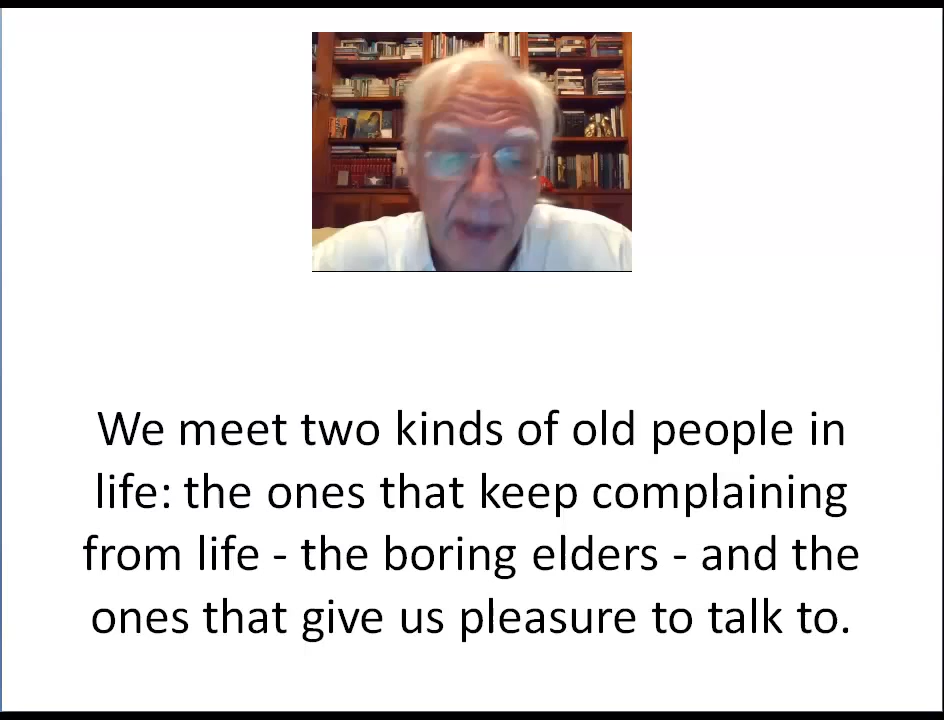 We meet two kinds of old people in
life: the ones that keep complaining
from life - the boring elders - and the
ones that give us pleasure to talk to.